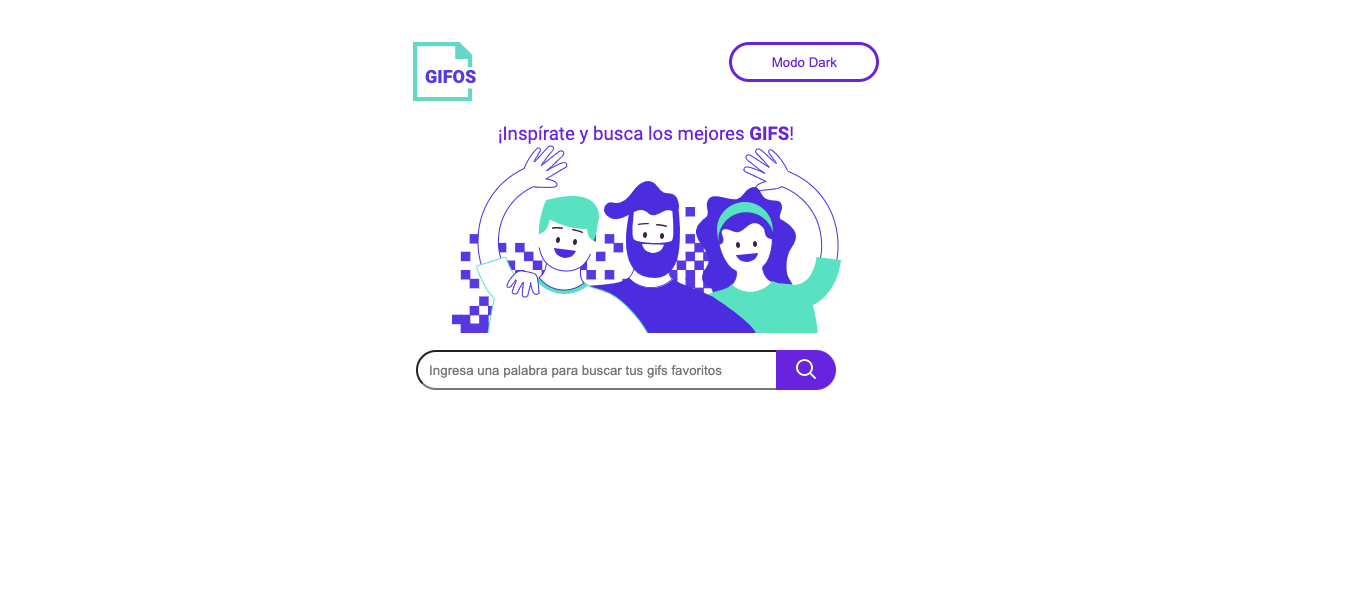 GIFOS
Modo Dark
¡Inspírate y busca los mejores GIFS!
Ingresa una palabra para buscar tus gifs favoritos